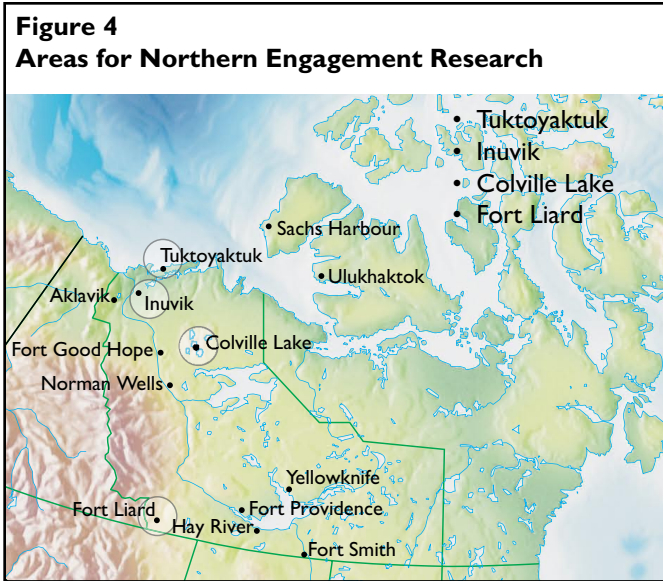 Figure 4
Areas for Northern Engagement Research
• Tuktoyaktuk
• Inuvik
• Colville Lake
• Fort Liard
Sachs Harbour
Tuktoyaktuk
Ulukhaktok
Aklavik
Inuvik
Colville Lake
Fort Good Hope
Norman Wells
Yellowknife
Fort Liard
Fort Providence
Hay River
Fort Smith